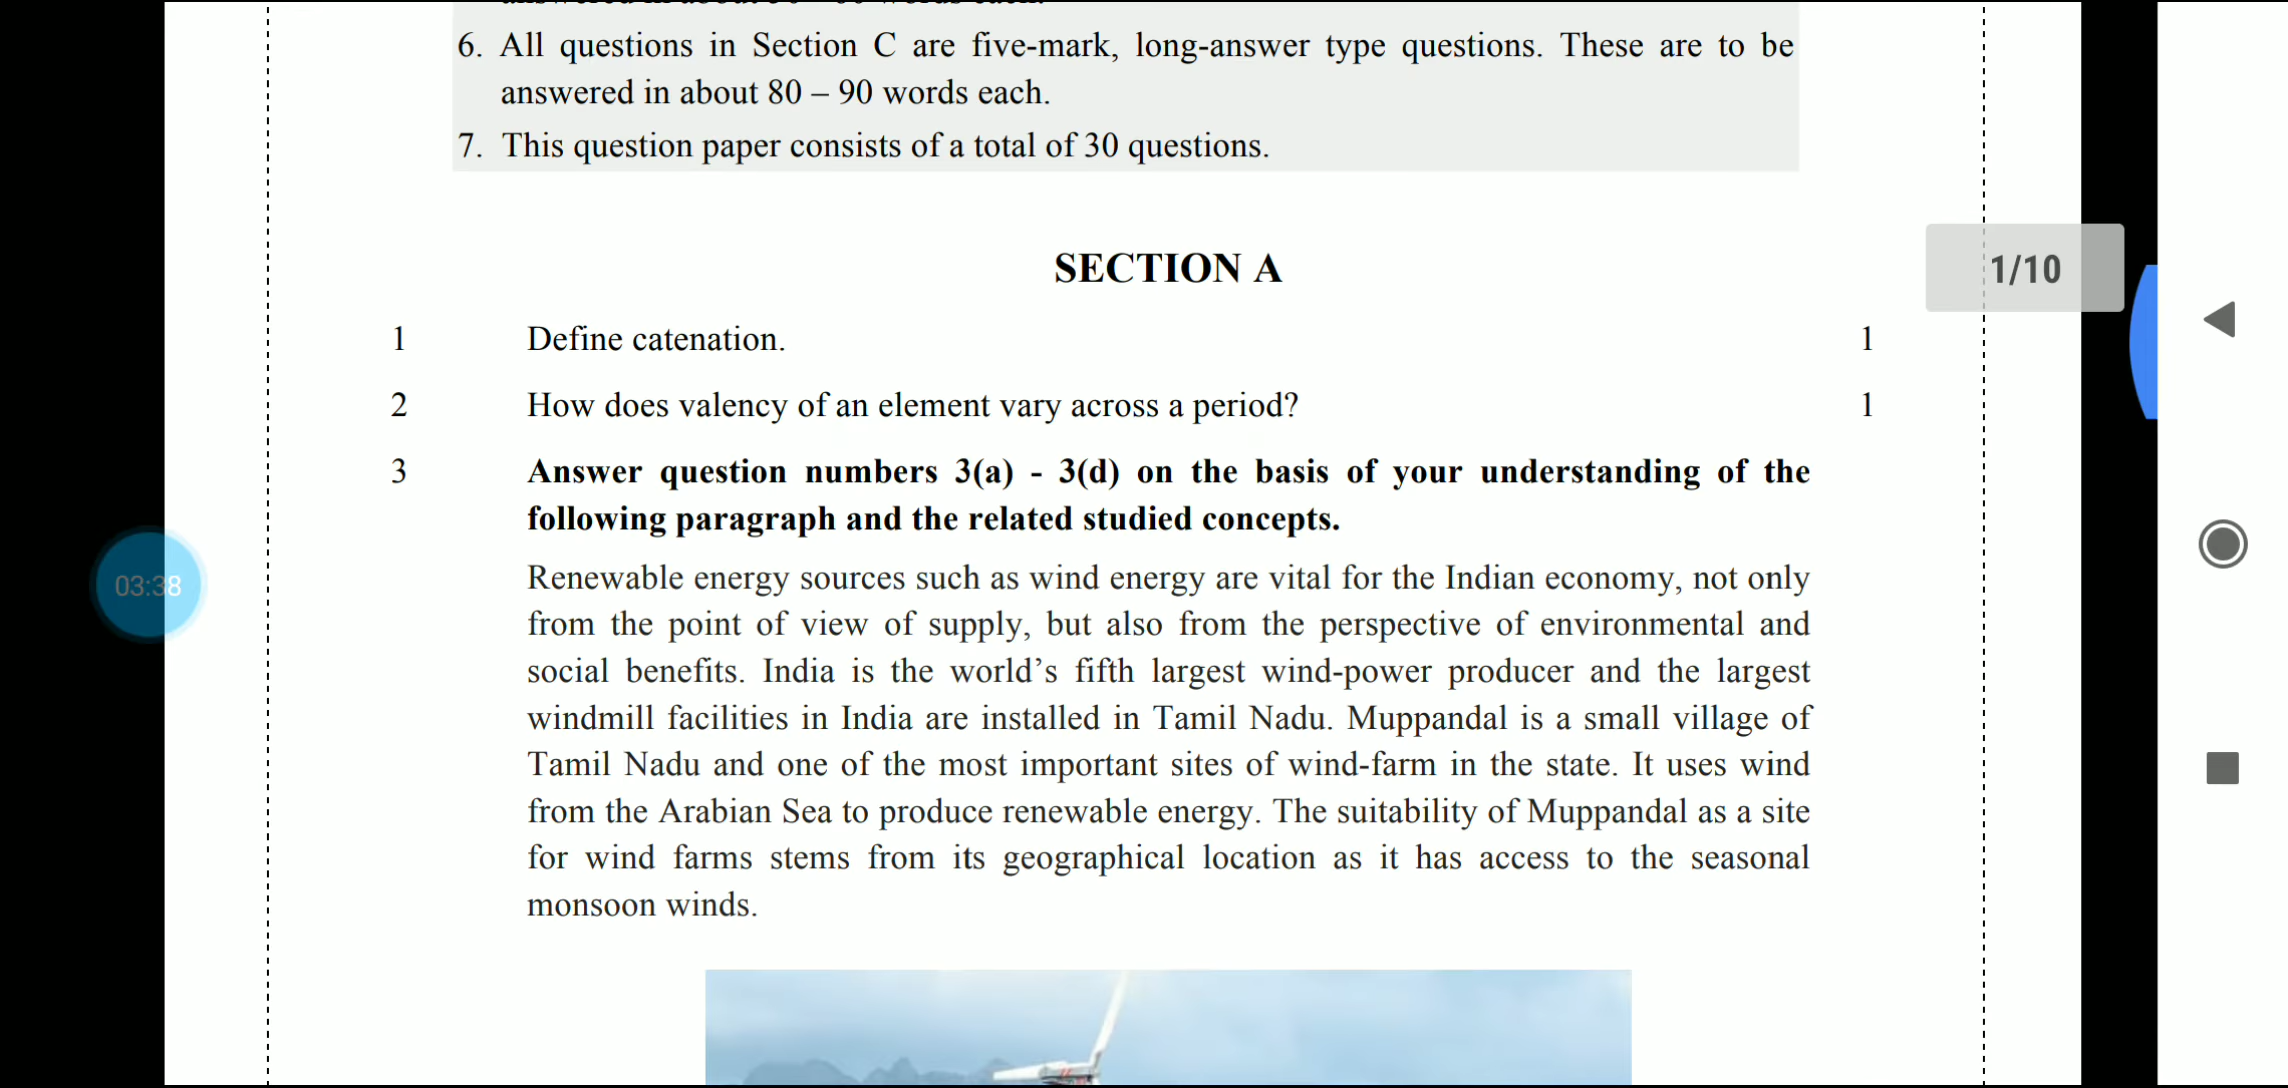 6. All questions in Section C are five-mark, long-answer type questions. These are to be
answered in about 80 – 90 words each.
7. This question paper consists of a total of 30 questions.
SECTION A
1/10
1 Define catenation. 1
2 How does valency of an element vary across a period? 1
3 Answer question numbers 3(a) - 3(d) on the basis of your understanding of the
following paragraph and the related studied concepts.
03:38
Renewable energy sources such as wind energy are vital for the Indian economy, not only
from the point of view of supply, but also from the perspective of environmental and
social benefits. India is the world’s fifth largest wind-power producer and the largest
windmill facilities in India are installed in Tamil Nadu. Muppandal is a small village of
Tamil Nadu and one of the most important sites of wind-farm in the state. It uses wind
from the Arabian Sea to produce renewable energy. The suitability of Muppandal as a site
for wind farms stems from its geographical location as it has access to the seasonal
monsoon winds.